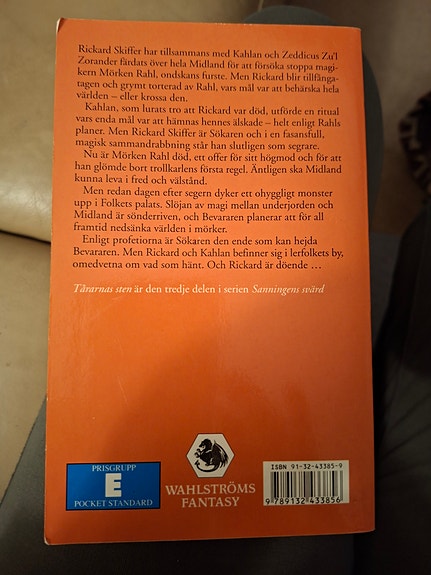 Rickard Skiffer har tillsammans med Kahlan och Zeddicus Zu'l
Zorander färdats över hela Midland för att försöka stoppa magi-
kern Mörken Rahl, ondskans furste. Men Rickard blir tillfånga-
tagen och grymt torterad av Rahl, vars mål var att behärska hela
världen – eller krossa den.
Kahlan, som lurats tro att Rickard var död, utförde en ritual
vars enda mål var att hämnas hennes älskade – helt enligt Rahls
planer. Men Rickard Skiffer är Sökaren och i en fasansfull,
magisk sammandrabbning står han slutligen som segrare.
Nu är Mörken Rahl död, ett offer för sitt högmod och för att
han glömde bort trollkarlens första regel. Äntligen ska Midland
kunna leva i fred och välstånd.
Men redan dagen efter segern dyker ett ohyggligt monster
upp i Folkets palats. Slöjan av magi mellan underjorden och
Midland är sönderriven, och Bevararen planerar att för all
framtid nedsänka världen i mörker.
Enligt profetiorna är Sökaren den ende som kan hejda
Bevararen. Men Rickard och Kahlan befinner sig i lerfolkets by,
omedvetna om vad som hänt. Och Rickard är döende ...
Tårarnas sten är den tredje delen i serien Sanningens svärd
PRISGRUPP
E
POCKET STANDARD
WAHLSTRÖMS
FANTASY
ISBN 91-32-43385-9
9 789132 433856